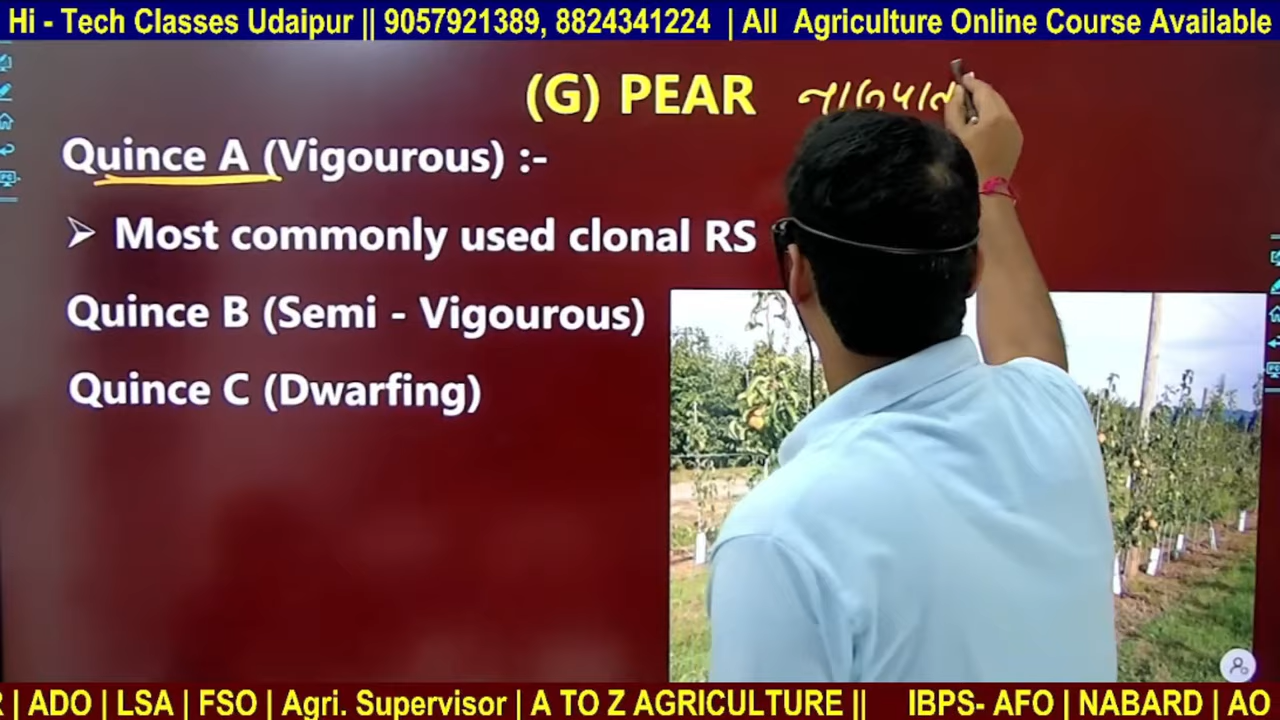 Hi - Tech Classes Udaipur || 9057921389, 8824341224 | All Agriculture Online Course Available
(G) PEAR
Quince A (Vigourous) :-
➢ Most commonly used clonal RS
Quince B (Semi - Vigourous)
Quince C (Dwarfing)
| ADO | LSA | FSO | Agri. Supervisor | A TO Z AGRICULTURE || IBPS- AFO | NABARD | AO